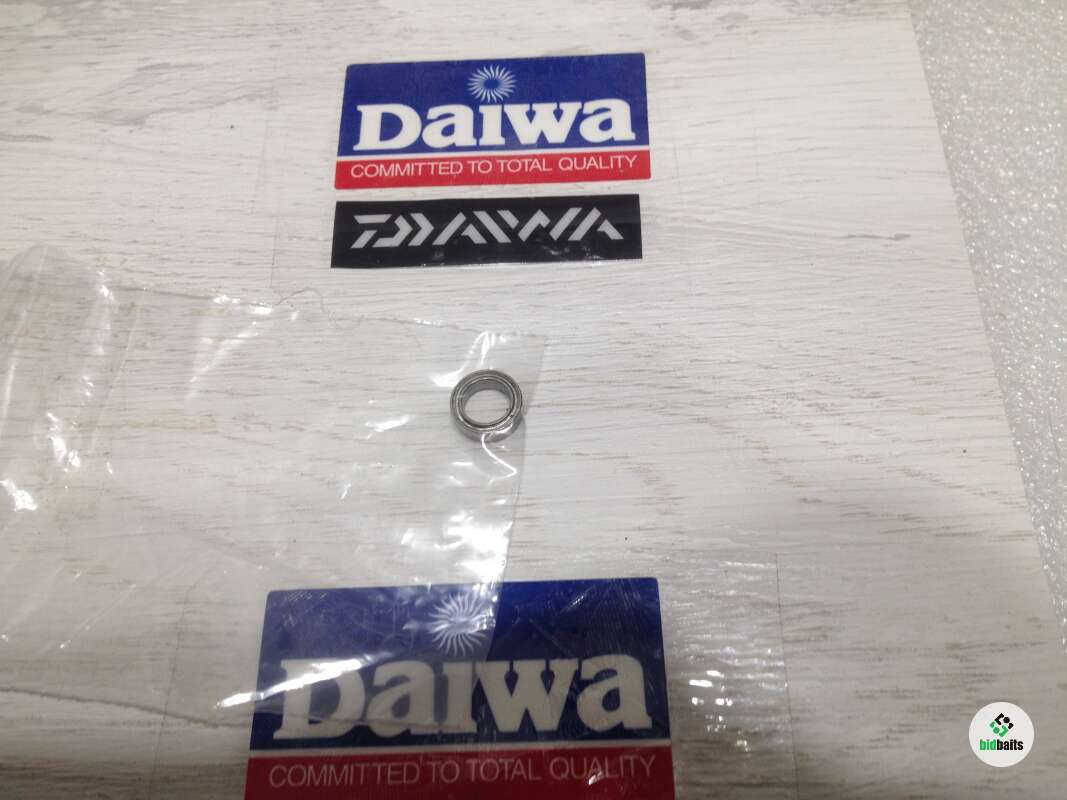 Daiwa
COMMITTED TO TOTAL QUALITY
DAIWA
Daiwa
COMMITTED TO TOTAL QUALITY
bidbaits